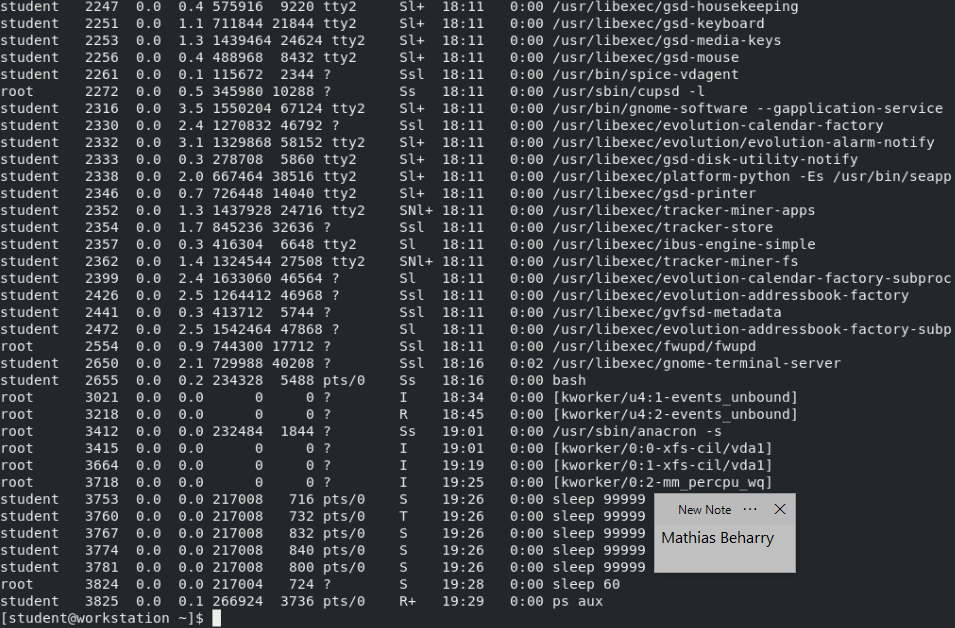 student 2247 0.0 0.4 575916 9220 tty2 Sl+ 18:11 0:00 /usr/libexec/gsd-housekeeping
student 2251 0.0 1.1 711844 21844 tty2 Sl+ 18:11 0:00 /usr/libexec/gsd-keyboard
student 2253 0.0 1.3 1439464 24624 tty2 Sl+ 18:11 0:00 /usr/libexec/gsd-media-keys
student 2256 0.0 0.4 488968 8432 tty2 Sl+ 18:11 0:00 /usr/libexec/gsd-mouse
student 2261 0.0 0.1 115672 2344 ? Ssl 18:11 0:00 /usr/bin/spice-vdagent
root 2272 0.0 0.5 345980 10288 ? Ss 18:11 0:00 /usr/sbin/cupsd -l
student 2316 0.0 3.5 1550204 67124 tty2 Sl+ 18:11 0:00 /usr/bin/gnome-software --gapplication-service
student 2330 0.0 2.4 1270832 46792 ? Ssl 18:11 0:00 /usr/libexec/evolution-calendar-factory
student 2332 0.0 3.1 1329868 58152 tty2 Sl+ 18:11 0:00 /usr/libexec/evolution/evolution-alarm-notify
student 2333 0.0 0.3 278708 5860 tty2 Sl+ 18:11 0:00 /usr/libexec/gsd-disk-utility-notify
student 2338 0.0 2.0 667464 38516 tty2 Sl+ 18:11 0:00 /usr/libexec/platform-python -Es /usr/bin/seapp
student 2346 0.0 0.7 726448 14040 tty2 Sl+ 18:11 0:00 /usr/libexec/gsd-printer
student 2352 0.0 1.3 1437928 24716 tty2 SNl+ 18:11 0:00 /usr/libexec/tracker-miner-apps
student 2354 0.0 1.7 845236 32636 ? Ssl 18:11 0:00 /usr/libexec/tracker-store
student 2357 0.0 0.3 416304 6648 tty2 Sl 18:11 0:00 /usr/libexec/ibus-engine-simple
student 2362 0.0 1.4 1324544 27508 tty2 SNl+ 18:11 0:00 /usr/libexec/tracker-miner-fs
student 2399 0.0 2.4 1633060 46564 ? Sl 18:11 0:00 /usr/libexec/evolution-calendar-factory-subproc
student 2426 0.0 2.5 1264412 46968 ? Ssl 18:11 0:00 /usr/libexec/evolution-addressbook-factory
student 2441 0.0 0.3 413712 5744 ? Ssl 18:11 0:00 /usr/libexec/gvfsd-metadata
student 2472 0.0 2.5 1542464 47868 ? Sl 18:11 0:00 /usr/libexec/evolution-addressbook-factory-subp
root 2554 0.0 0.9 744300 17712 ? Ssl 18:11 0:00 /usr/libexec/fwupd/fwupd
student 2650 0.0 2.1 729988 40208 ? Ssl 18:16 0:02 /usr/libexec/gnome-terminal-server
student 2655 0.0 0.2 234328 5488 pts/0 Ss 18:16 0:00 bash
root 3021 0.0 0.0 0 0 ? I 18:34 0:00 [kworker/u4:1-events_unbound]
root 3218 0.0 0.0 0 0 ? R 18:45 0:00 [kworker/u4:2-events_unbound]
root 3412 0.0 0.0 232484 1844 ? Ss 19:01 0:00 /usr/sbin/anacron -s
root 3415 0.0 0.0 0 0 ? I 19:01 0:00 [kworker/0:0-xfs-cil/vda1]
root 3664 0.0 0.0 0 0 ? I 19:19 0:00 [kworker/0:1-xfs-cil/vda1]
root 3718 0.0 0.0 0 0 ? I 19:25 0:00 [kworker/0:2-mm_percpu_wq]
student 3753 0.0 0.0 217008 716 pts/0 S 19:26 0:00 sleep 99999
student 3760 0.0 0.0 217008 732 pts/0 T 19:26 0:00 sleep 99999
student 3767 0.0 0.0 217008 832 pts/0 S 19:26 0:00 sleep 99999
student 3774 0.0 0.0 217008 840 pts/0 S 19:26 0:00 sleep 99999
student 3781 0.0 0.0 217008 800 pts/0 S 19:26 0:00 sleep 99999
root 3824 0.0 0.0 217004 724 ? S 19:28 0:00 sleep 60
student 3825 0.0 0.1 266924 3736 pts/0 R+ 19:29 0:00 ps aux
[student@workstation ~]$
New Note ···
Mathias Beharry